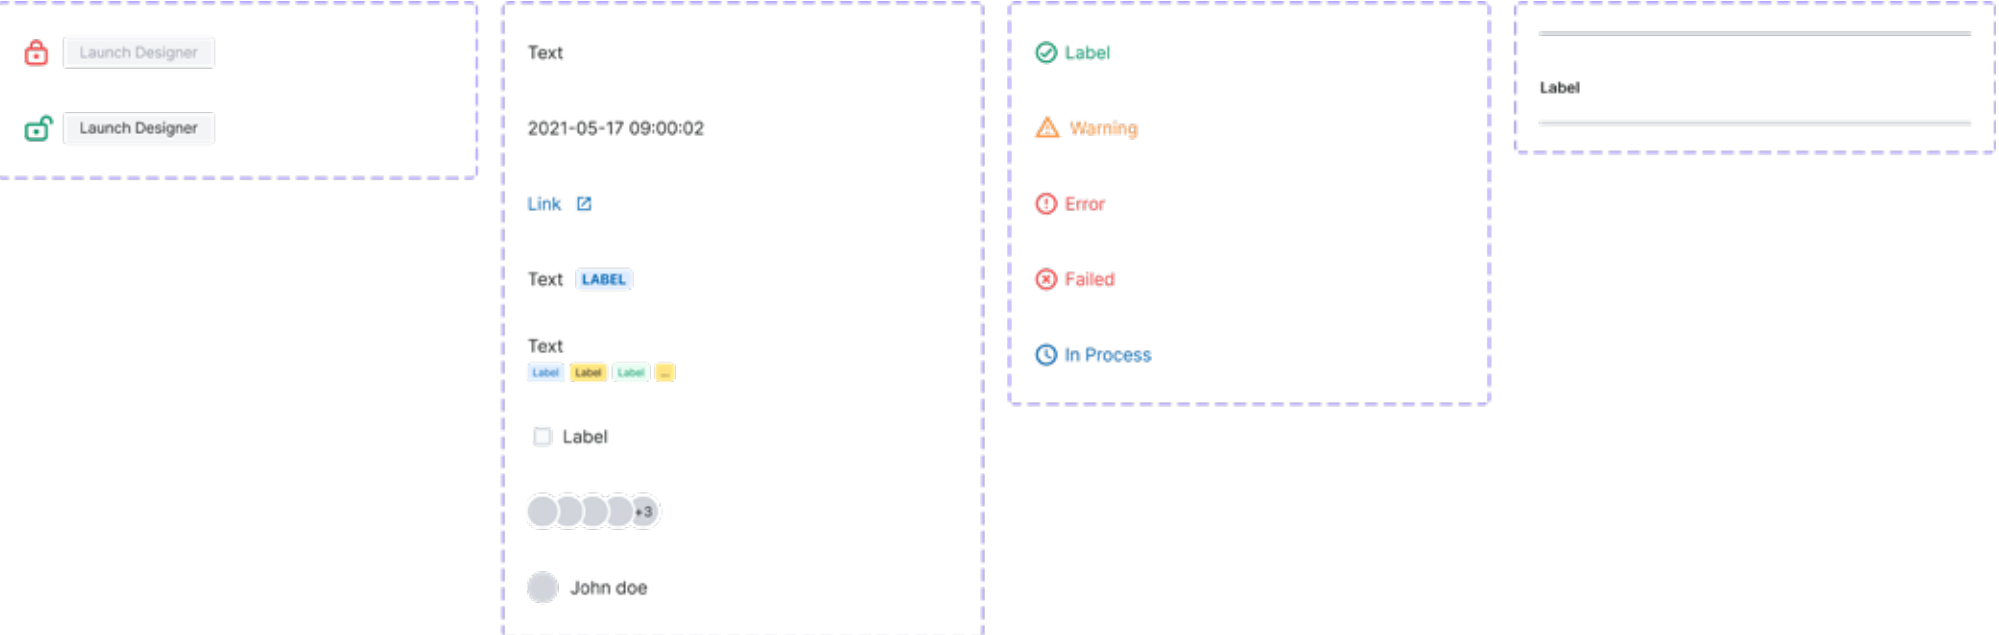 Launch Designer
Launch Designer
Text
2021-05-17 09:00:02
Link
Text LABEL
Text
Label Label Label ...
Label
+3
John doe
Label
Warning
Error
Failed
In Process
Label